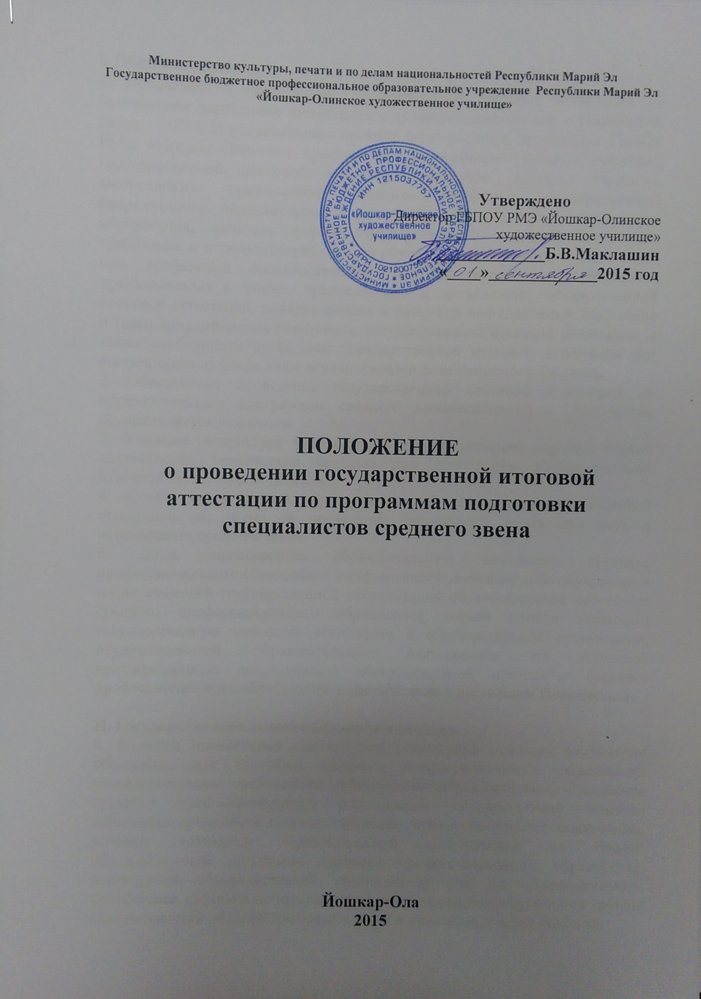 Министерство культуры, печати и по делам национальностей Республики Марий Эл
Государственное бюджетное профессиональное образовательное учреждение Республики Марий Эл
«Йошкар-Олинское художественное училище»
МИНИСТЕРСТВО КУЛЬТУРЫ, ПЕЧАТИ И ПО ДЕЛАМ НАЦИОНАЛЬНОСТЕЙ РЕСПУБЛИКИ МАРИЙ ЭЛ
ГОСУДАРСТВЕННОЕ БЮДЖЕТНОЕ ПРОФЕССИОНАЛЬНОЕ ОБРАЗОВАТЕЛЬНОЕ
УЧРЕЖДЕНИЕ РЕСПУБЛИКИ МАРИЙ ЭЛ
ИНН 1215037757
«Йошкар-Олинское
художественное
училище»
ОГРН
Утверждено
Директор ГБПОУ РМЭ «Йошкар-Олинское
художественное училище»
Б.В.Маклашин
«01» сентября 2015 год
ПОЛОЖЕНИЕ
о проведении государственной итоговой
аттестации по программам подготовки
специалистов среднего звена
Йошкар-Ола
2015